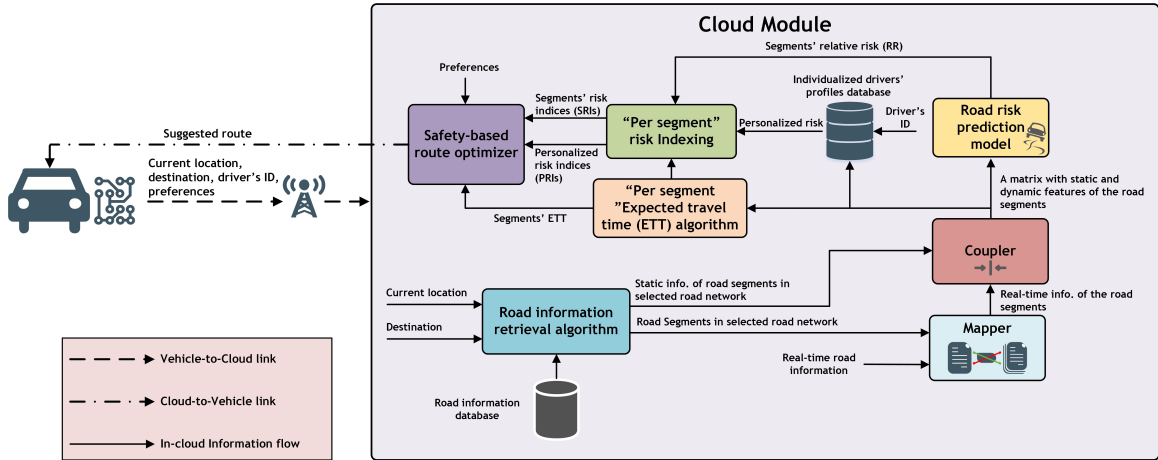 Cloud Module
Segments' relative risk (RR)
Preferences
Individualized drivers'
profiles database
Segments' risk
indices (SRIs)
Driver's
ID
Road risk
prediction
model
"Per segment"
risk Indexing
Personalized risk
Safety-based
route optimizer
Suggested route
Personalized
risk indices
(PRIs)
Current location,
destination, driver's ID,
preferences
A matrix with static and
dynamic features of the road
segments
"Per segment
"Expected travel
time (ETT) algorithm
Segments' ETT
Coupler
Static info. of road segments in
selected road network
Current location
Real-time info. of the road
segments
Road information
retrieval algorithm
Road Segments in selected road network
Destination
Mapper
Real-time road
information
Vehicle-to-Cloud link
Cloud-to-Vehicle link
In-cloud Information flow
Road information
database